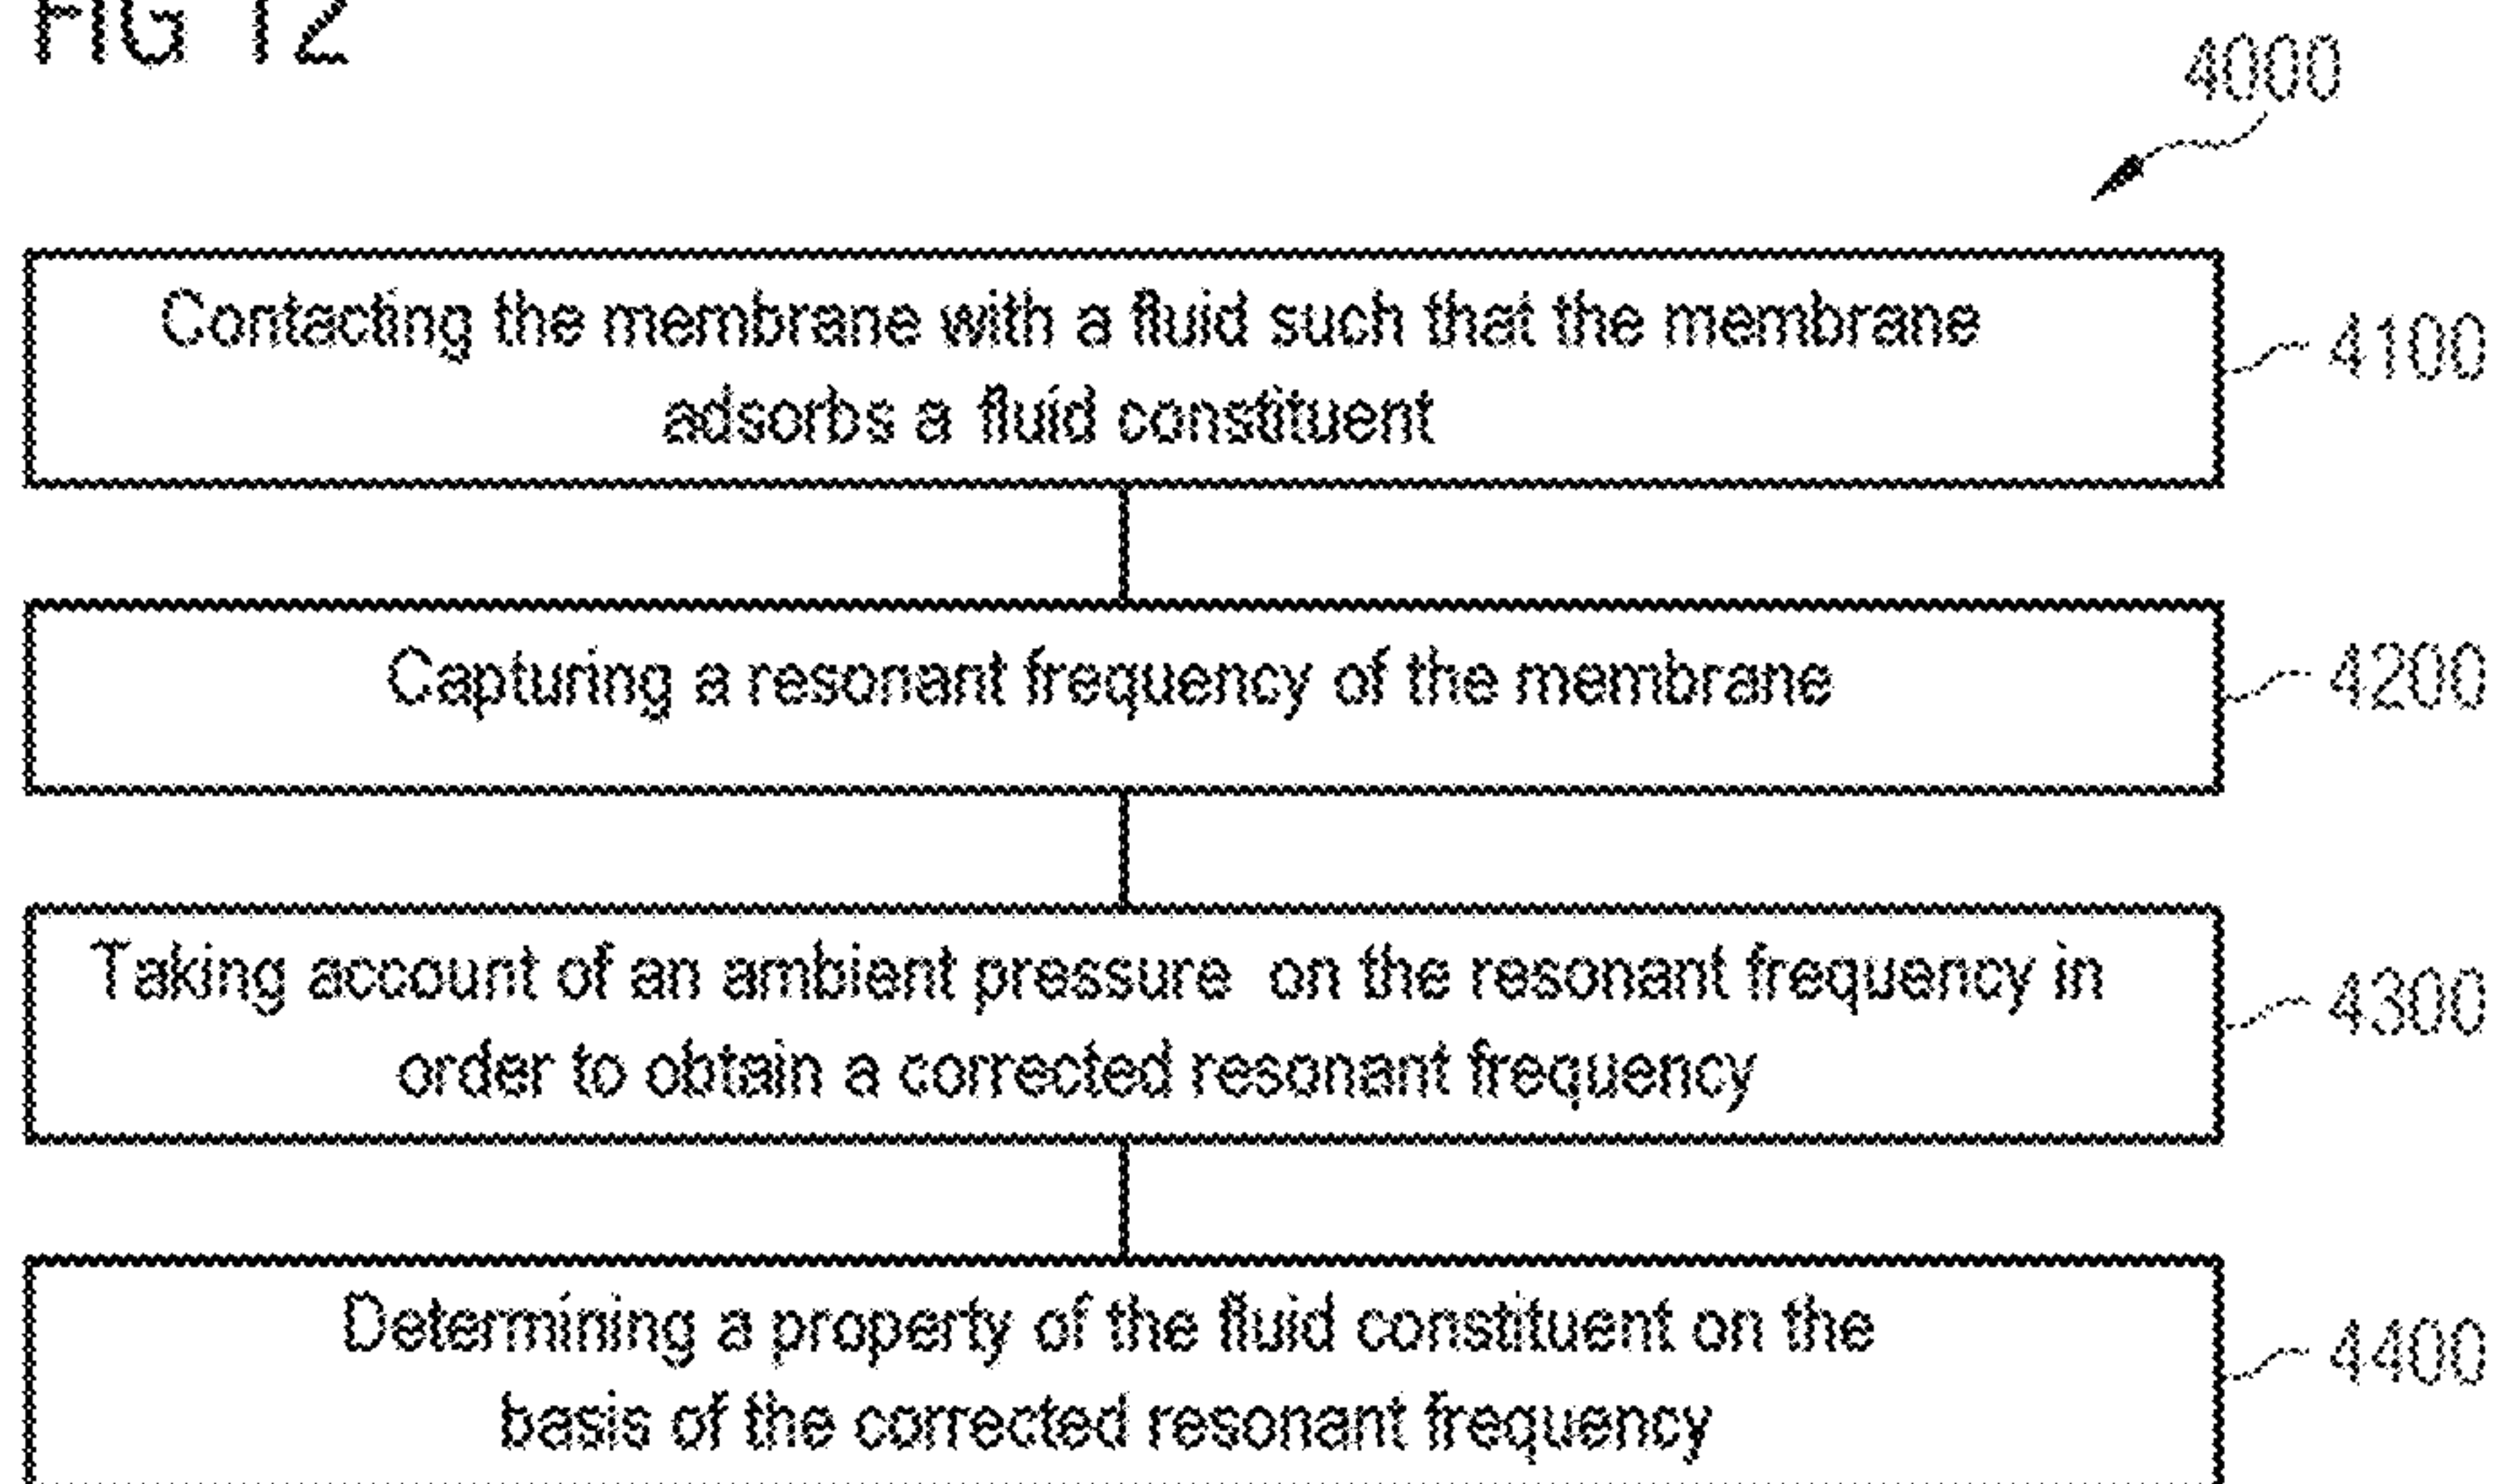 FIG 12
4000
Contacting the membrane with a fluid such that the membrane
adsorbs a fluid constituent
4100
Capturing a resonant frequency of the membrane
4200
Taking account of an ambient pressure on the resonant frequency in
order to obtain a corrected resonant frequency
4300
Determining a property of the fluid constituent on the
basis of the corrected resonant frequency
4400